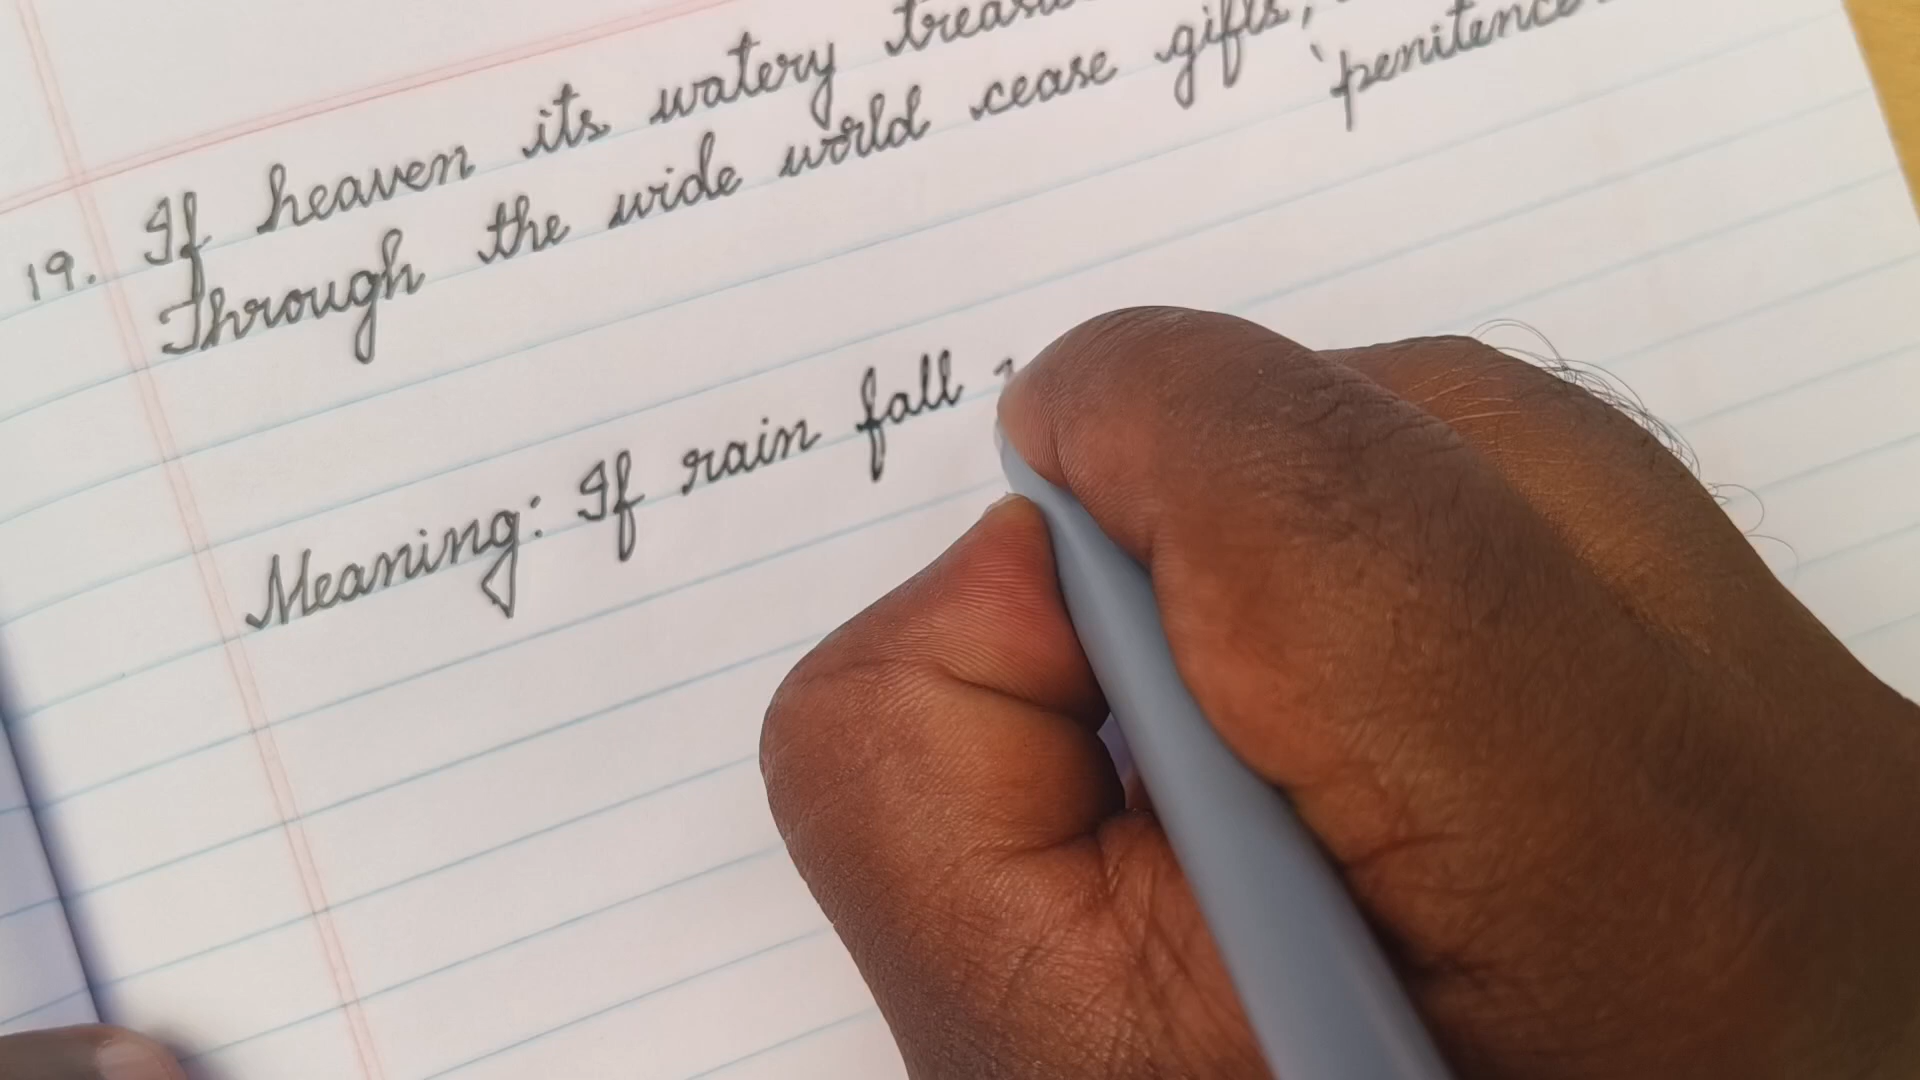 19. If heaven its watery
Through the wide world cease gifts,
'penitence
Meaning: If rain fall